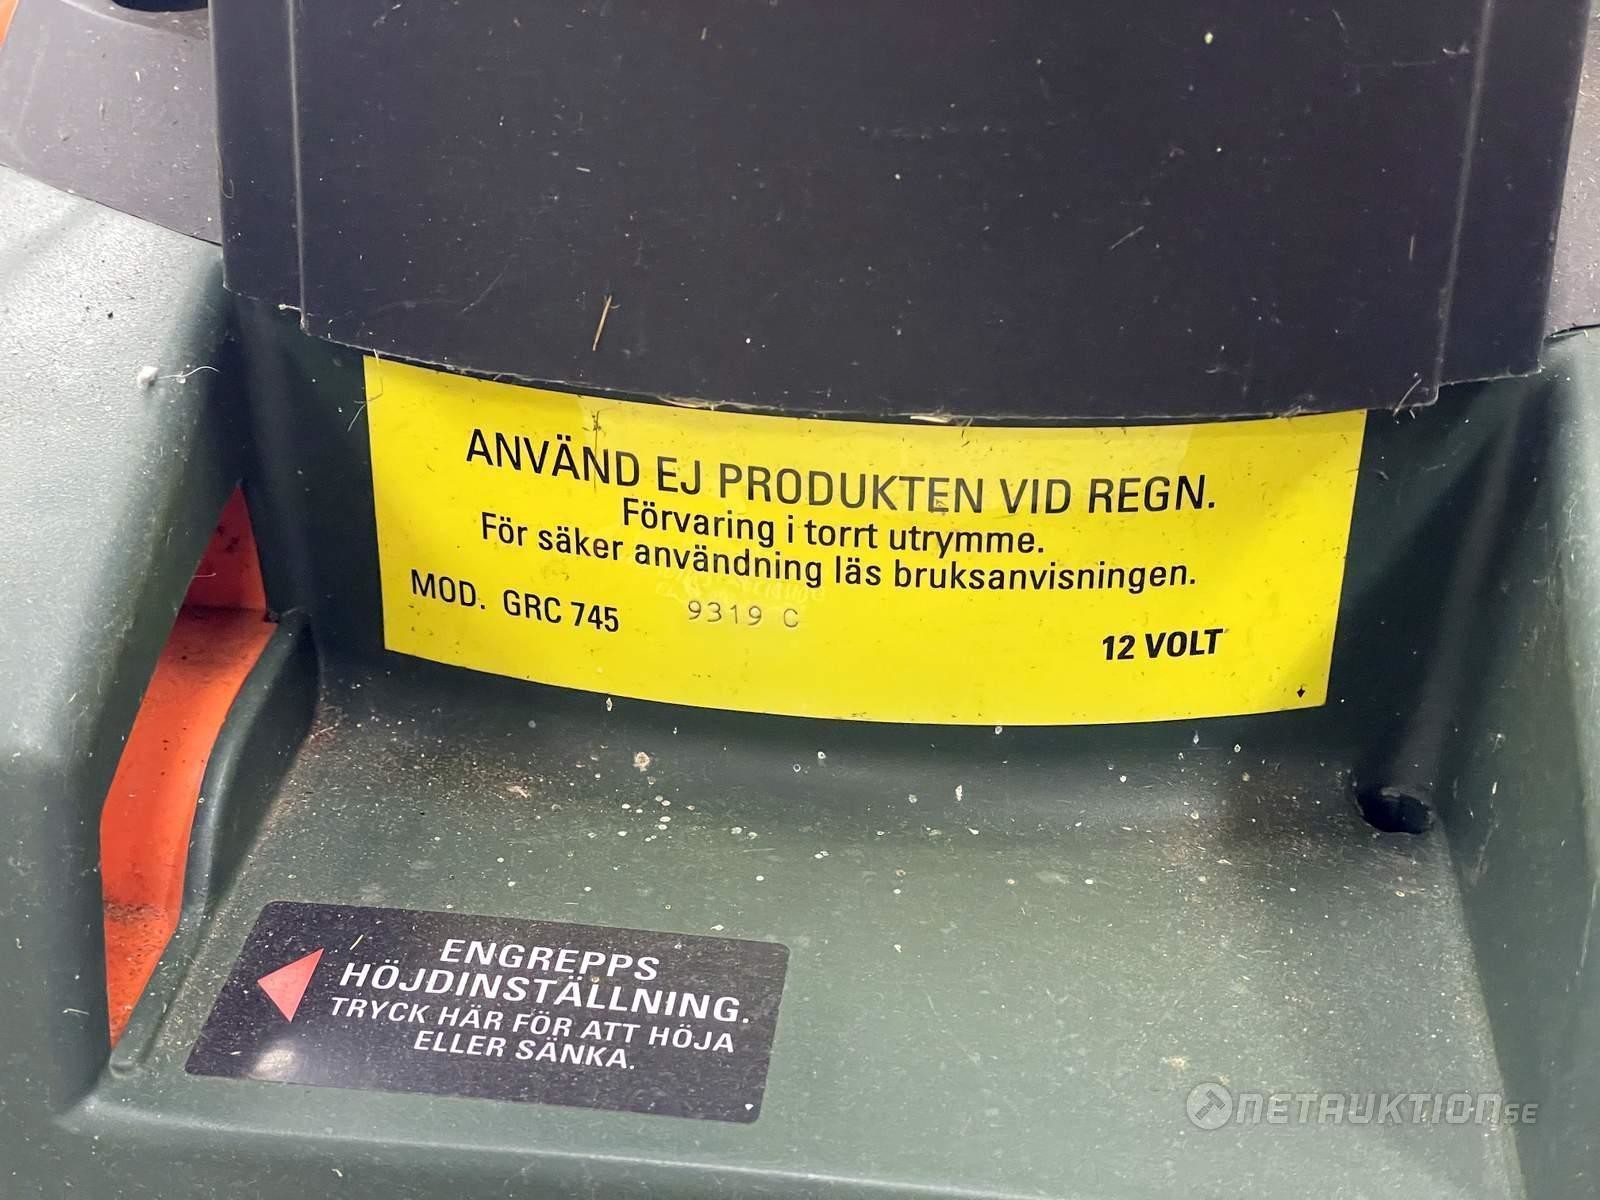 ANVÄND EJ PRODUKTEN VID REGN.
Förvaring i torrt utrymme.
För säker användning läs bruksanvisningen.
MOD. GRC 745 9319 C 12 VOLT
ENGREPPS
HÖJDINSTÄLLNING.
TRYCK HÄR FÖR ATT HÖJA
ELLER SÄNKA.
NETAUKTION.SE